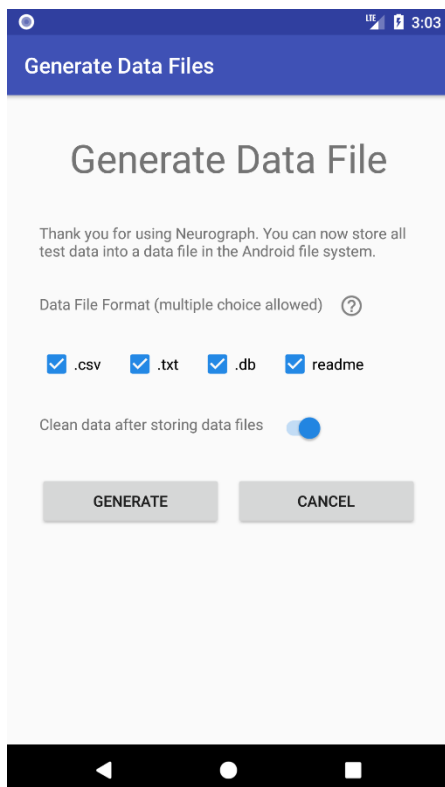 LTE 3:03
Generate Data Files
Generate Data File
Thank you for using Neurograph. You can now store all
test data into a data file in the Android file system.
Data File Format (multiple choice allowed) ?
.csv .txt .db readme
Clean data after storing data files
GENERATE CANCEL